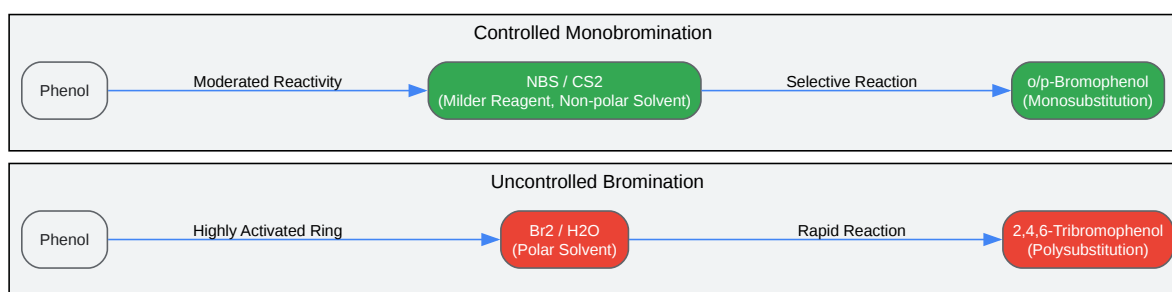 Controlled Monobromination
Phenol
Moderated Reactivity
NBS / CS2
(Milder Reagent, Non-polar Solvent)
Selective Reaction
o/p-Bromophenol
(Monosubstitution)
Uncontrolled Bromination
Phenol
Highly Activated Ring
Br2 / H2O
(Polar Solvent)
Rapid Reaction
2,4,6-Tribromophenol
(Polysubstitution)